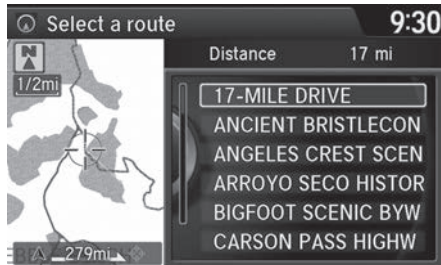 Select a route
9:30
N
1/2mi
279mi
Distance 17 mi
17-MILE DRIVE
ANCIENT BRISTLECON
ANGELES CREST SCEN
ARROYO SECO HISTOR
BIGFOOT SCENIC BYW
CARSON PASS HIGHW